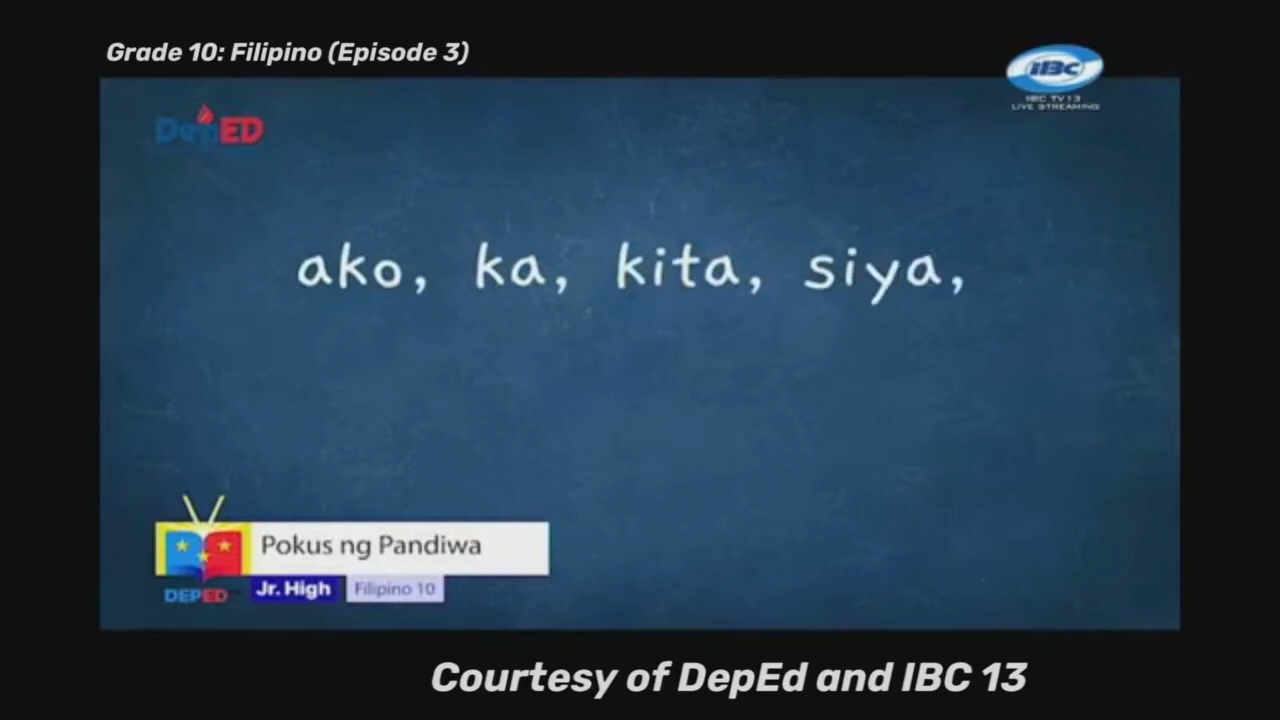 Grade 10: Filipino (Episode 3)
iBC
IBC TV 13
LIVE STREAMING
DepED
ako, ka, kita, siya,
Pokus ng Pandiwa
DEPED
Jr. High
Filipino 10
Courtesy of DepEd and IBC 13